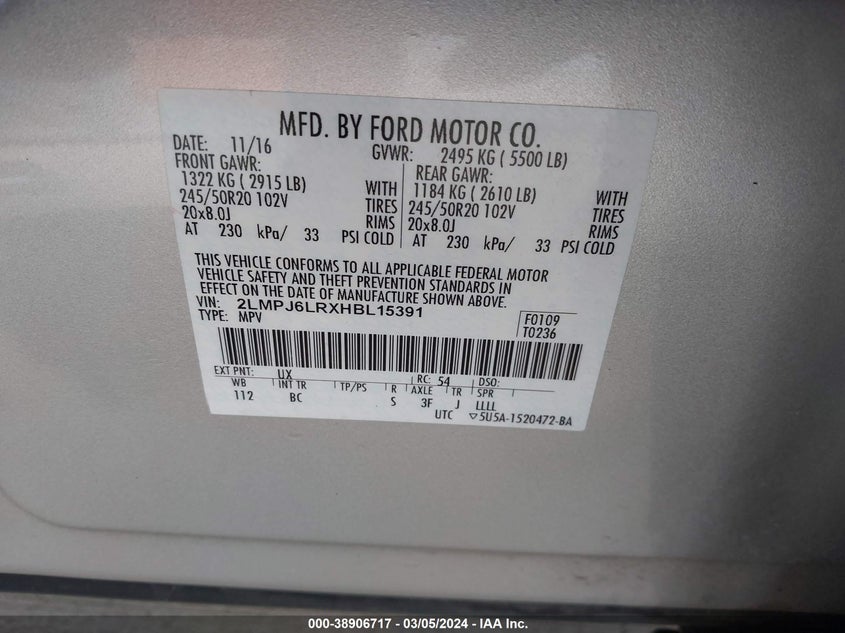 MFD. BY FORD MOTOR CO.
DATE: 11/16 GVWR: 2495 KG ( 5500 LB)
FRONT GAWR: REAR GAWR:
1322 KG ( 2915 LB) WITH 1184 KG ( 2610 LB) WITH
245/50R20 102V TIRES 245/50R20 102V TIRES
20x8.0J RIMS 20x8.0J RIMS
AT 230 kPa/ 33 PSI COLD AT 230 kPa/ 33 PSI COLD
THIS VEHICLE CONFORMS TO ALL APPLICABLE FEDERAL MOTOR
VEHICLE SAFETY AND THEFT PREVENTION STANDARDS IN
EFFECT ON THE DATE OF MANUFACTURE SHOWN ABOVE.
VIN: 2LMPJ6LRXHBL15391 F0109
TYPE: MPV T0236
EXT PNT: UX RC: 54 DSO:
WB INT TR TP/PS R AXLE TR SPR
112 BC S 3F J LLLL
UTC ▽5U5A-1520472-BA
000-38906717 - 03/05/2024 - IAA Inc.